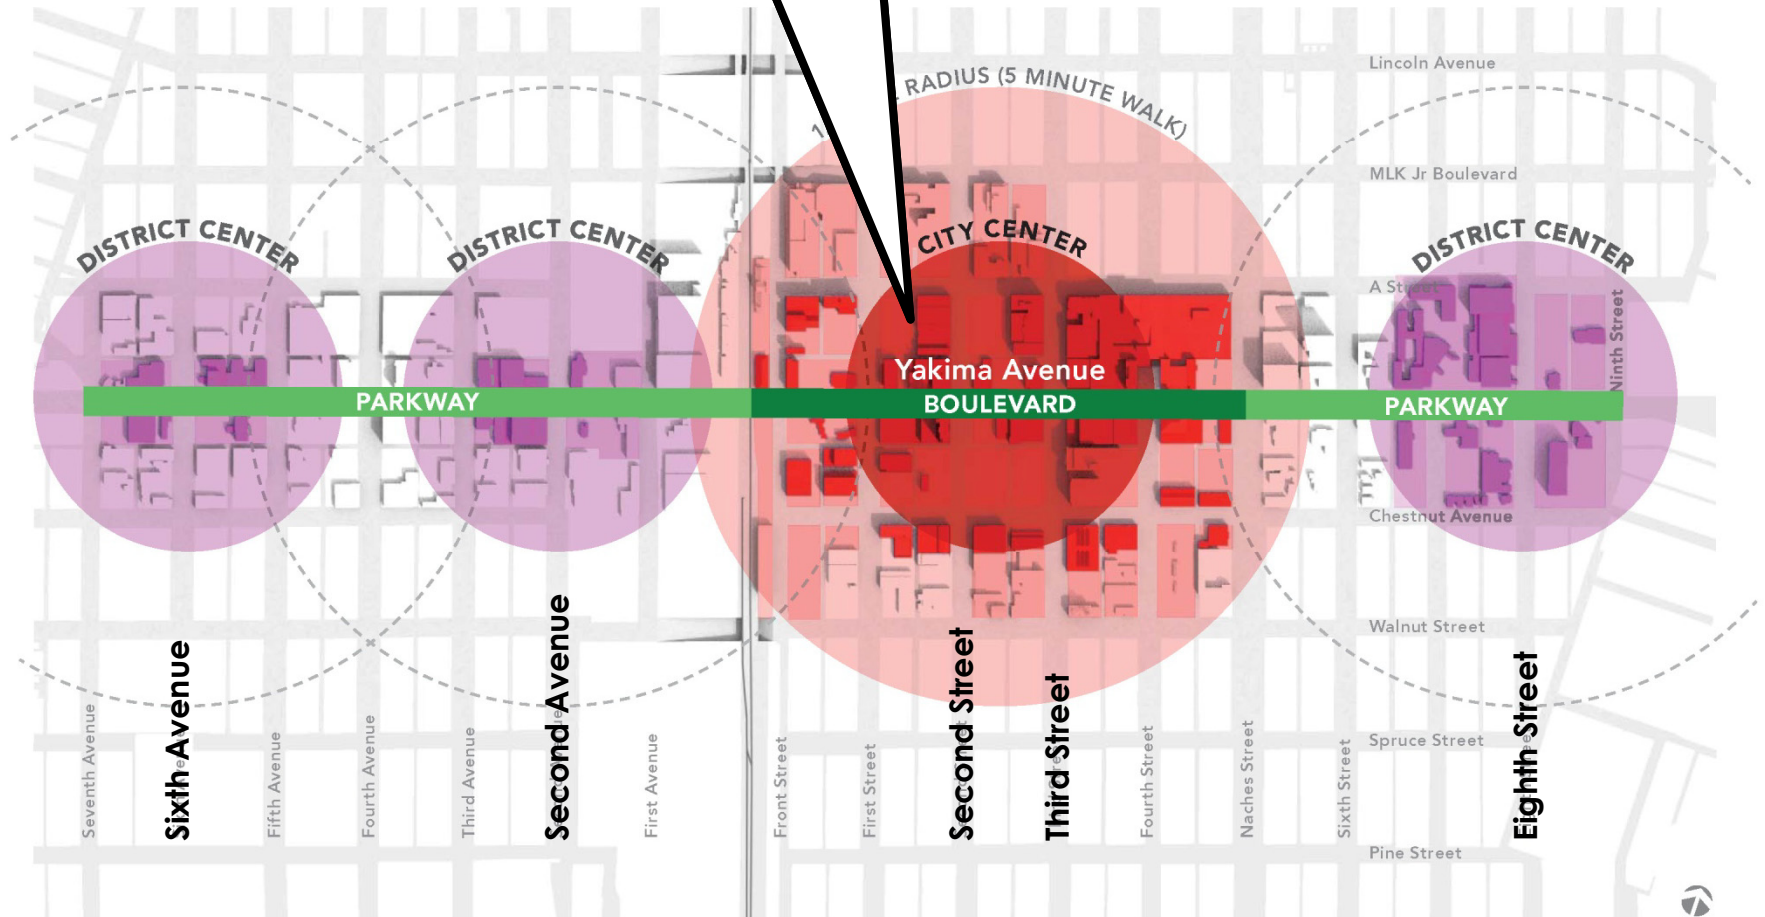 Lincoln Avenue
RADIUS (5 MINUTE WALK)
MLK Jr Boulevard
DISTRICT CENTER
DISTRICT CENTER
CITY CENTER
DISTRICT CENTER
A Street
Ninth Street
Yakima Avenue
PARKWAY
BOULEVARD
PARKWAY
Chestnut Avenue
Walnut Street
Spruce Street
Pine Street
Seventh Avenue
Sixth Avenue
Fifth Avenue
Fourth Avenue
Third Avenue
Second Avenue
First Avenue
Front Street
First Street
Second Street
Third Street
Fourth Street
Naches Street
Sixth Street
Eighth Street